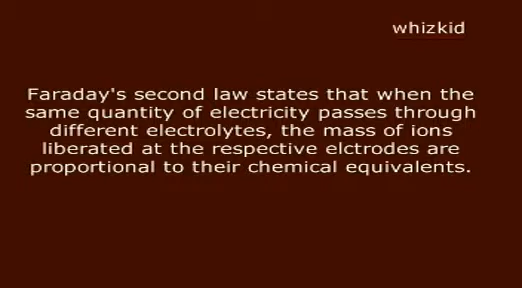 whizkid
Faraday's second law states that when the
same quantity of electricity passes through
different electrolytes, the mass of ions
liberated at the respective elctrodes are
proportional to their chemical equivalents.